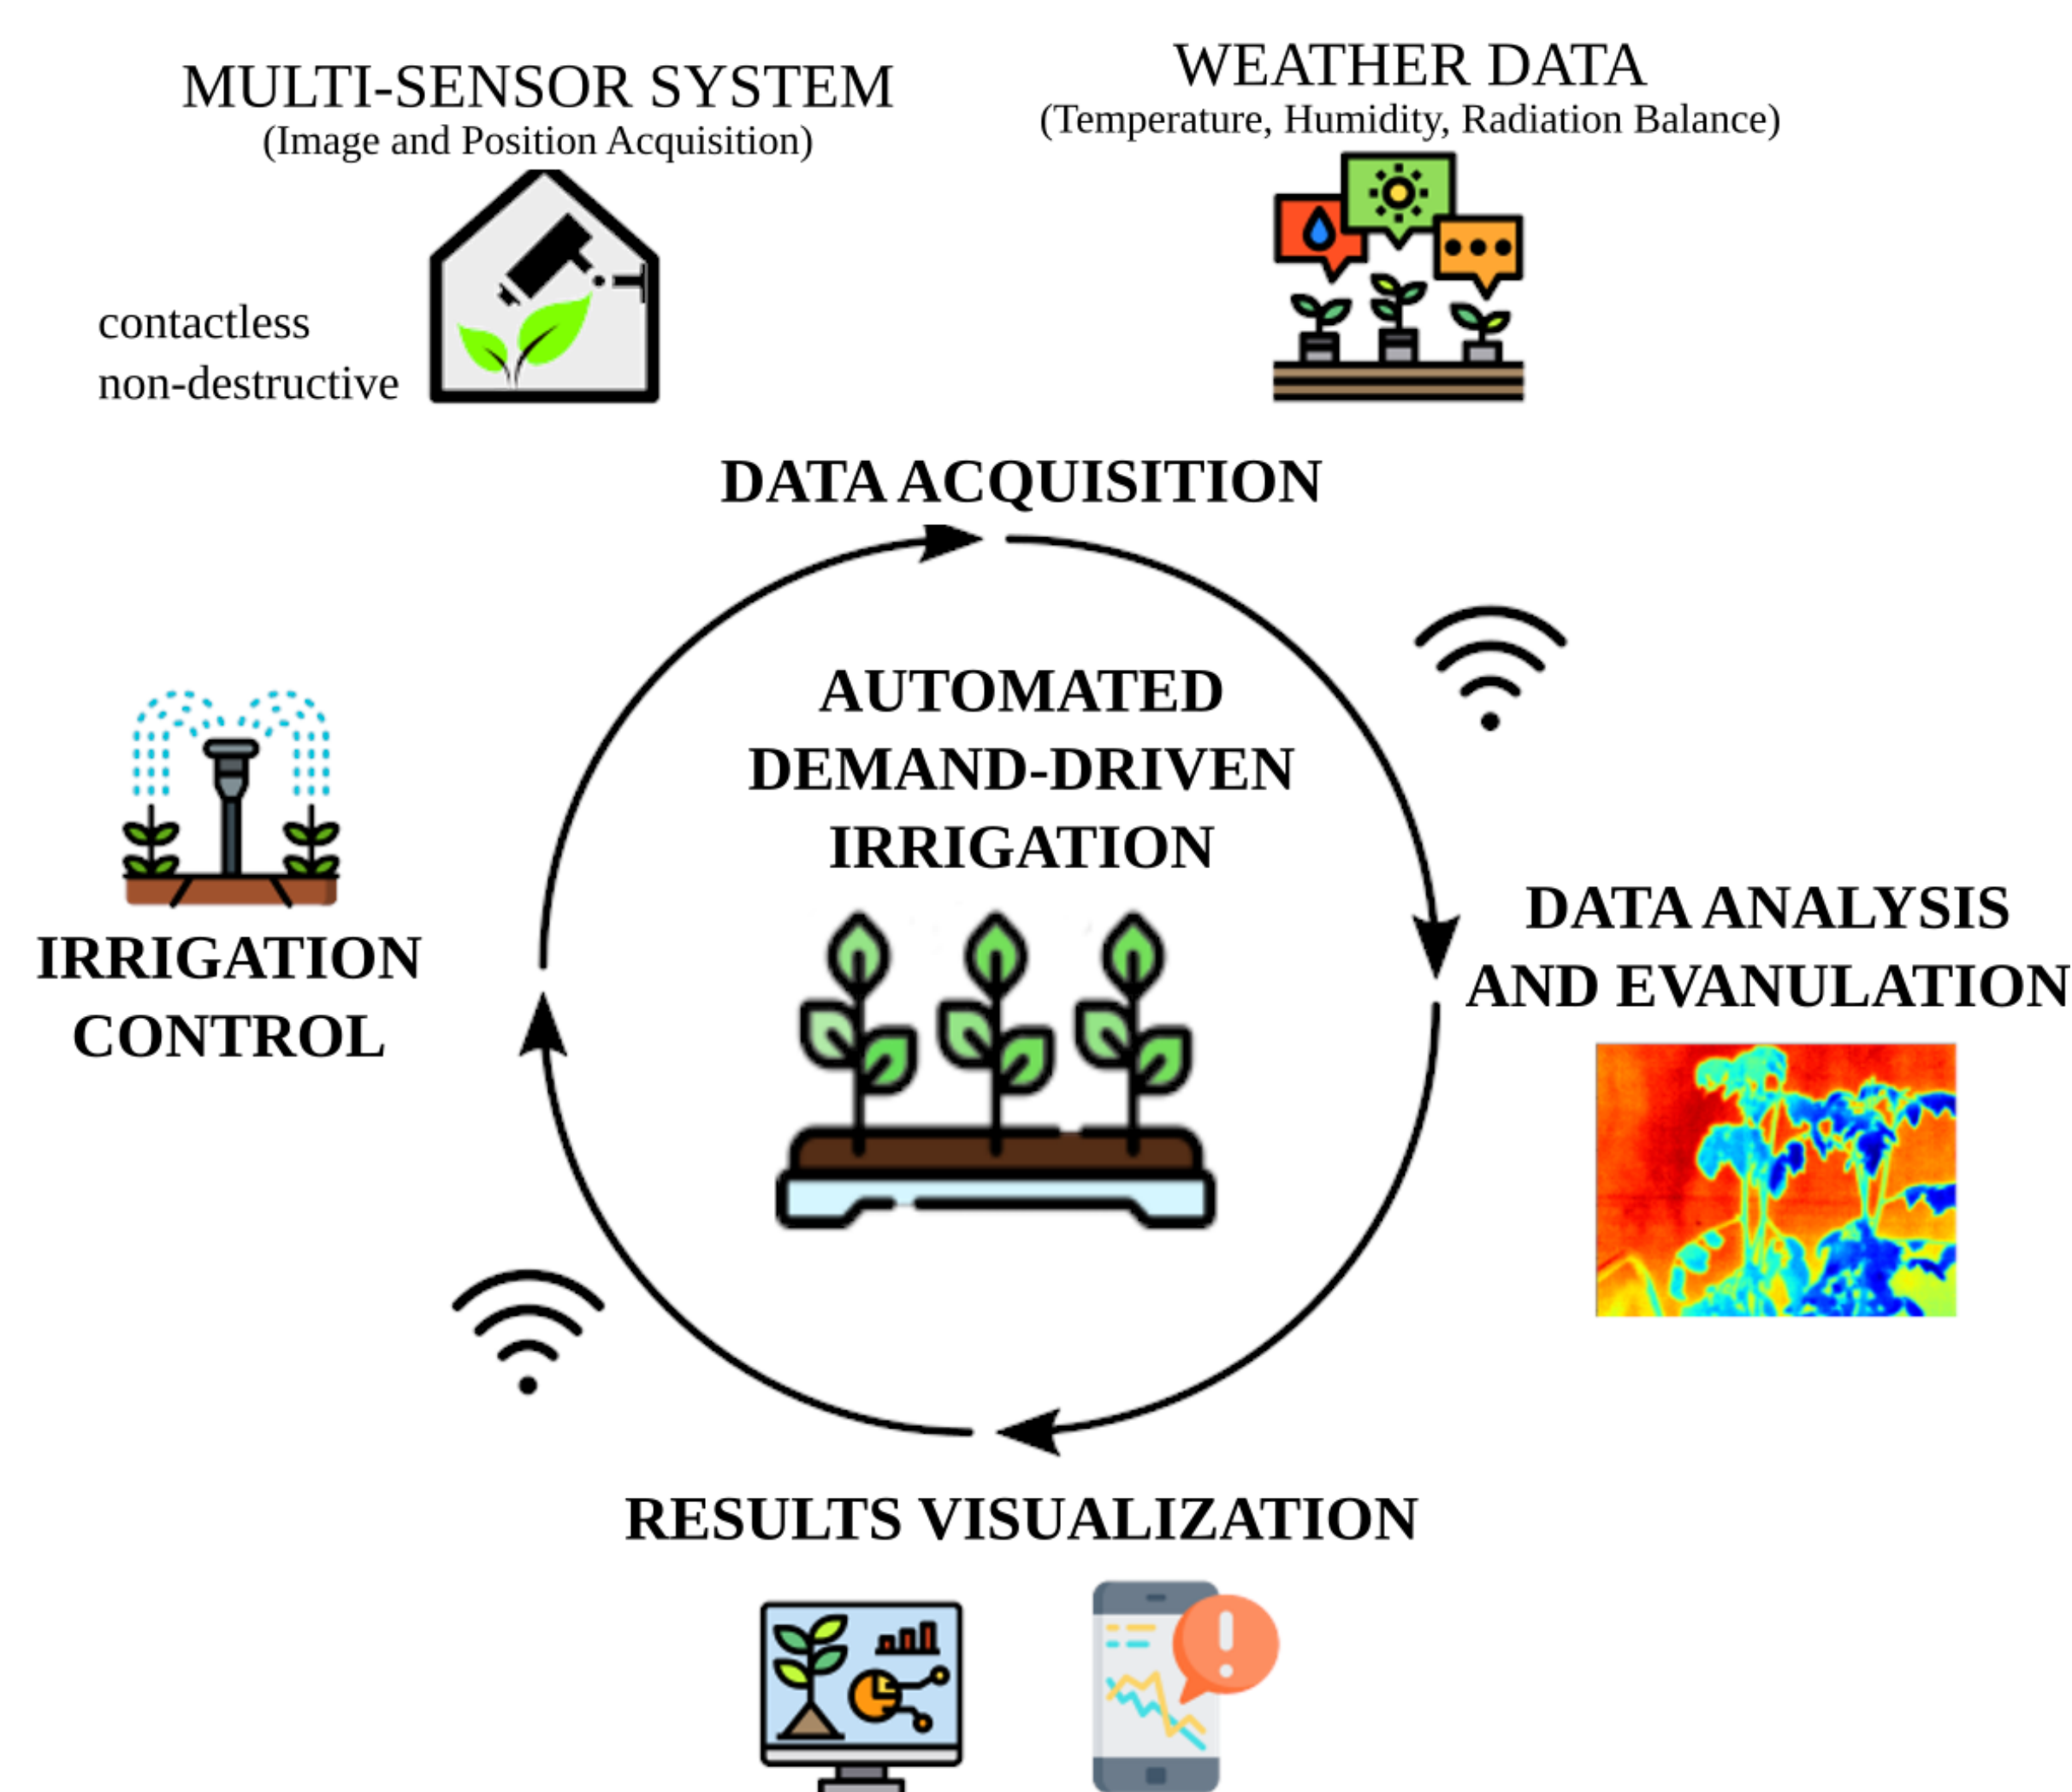 MULTI-SENSOR SYSTEM
(Image and Position Acquisition)
WEATHER DATA
(Temperature, Humidity, Radiation Balance)
contactless
non-destructive
DATA ACQUISITION
AUTOMATED
DEMAND-DRIVEN
IRRIGATION
DATA ANALYSIS
AND EVANULATION
IRRIGATION
CONTROL
RESULTS VISUALIZATION